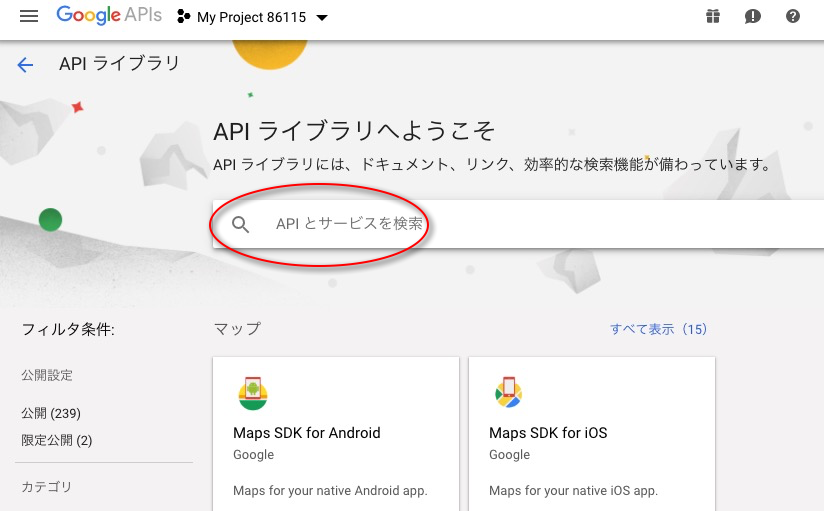 Google APIs My Project 86115
API ライブラリ
API ライブラリへようこそ
API ライブラリには、ドキュメント、リンク、効率的な検索機能が備わっています。
API とサービスを検索
フィルタ条件:
マップ
すべて表示（15）
公開設定
公開 (239)
限定公開 (2)
カテゴリ
Maps SDK for Android
Google
Maps for your native Android app.
Maps SDK for iOS
Google
Maps for your native iOS app.